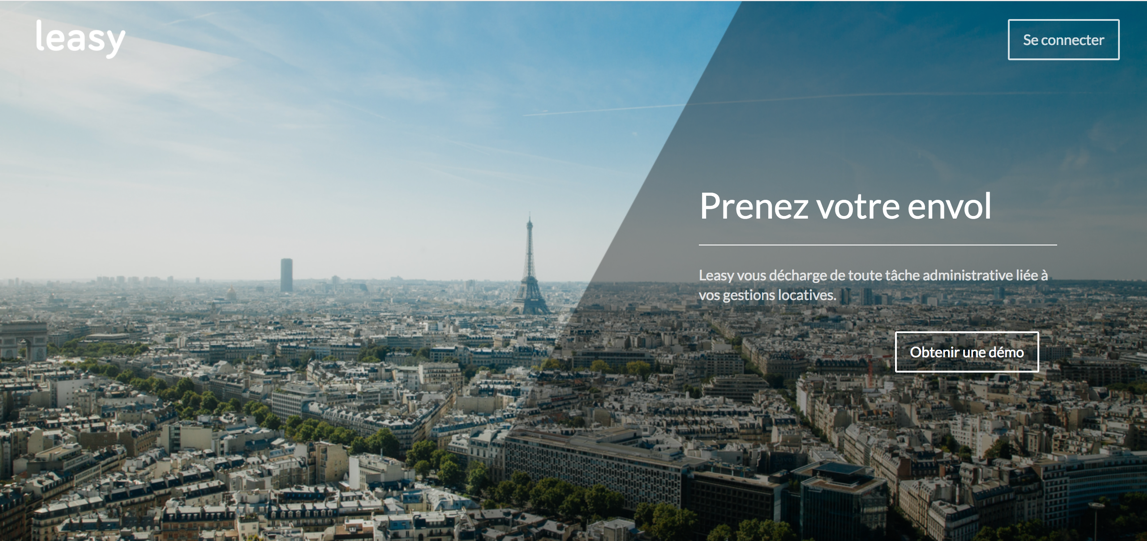 leasy
Se connecter
Prenez votre envol
Leasy vous décharge de toute tâche administrative liée à
vos gestions locatives.
Obtenir une démo